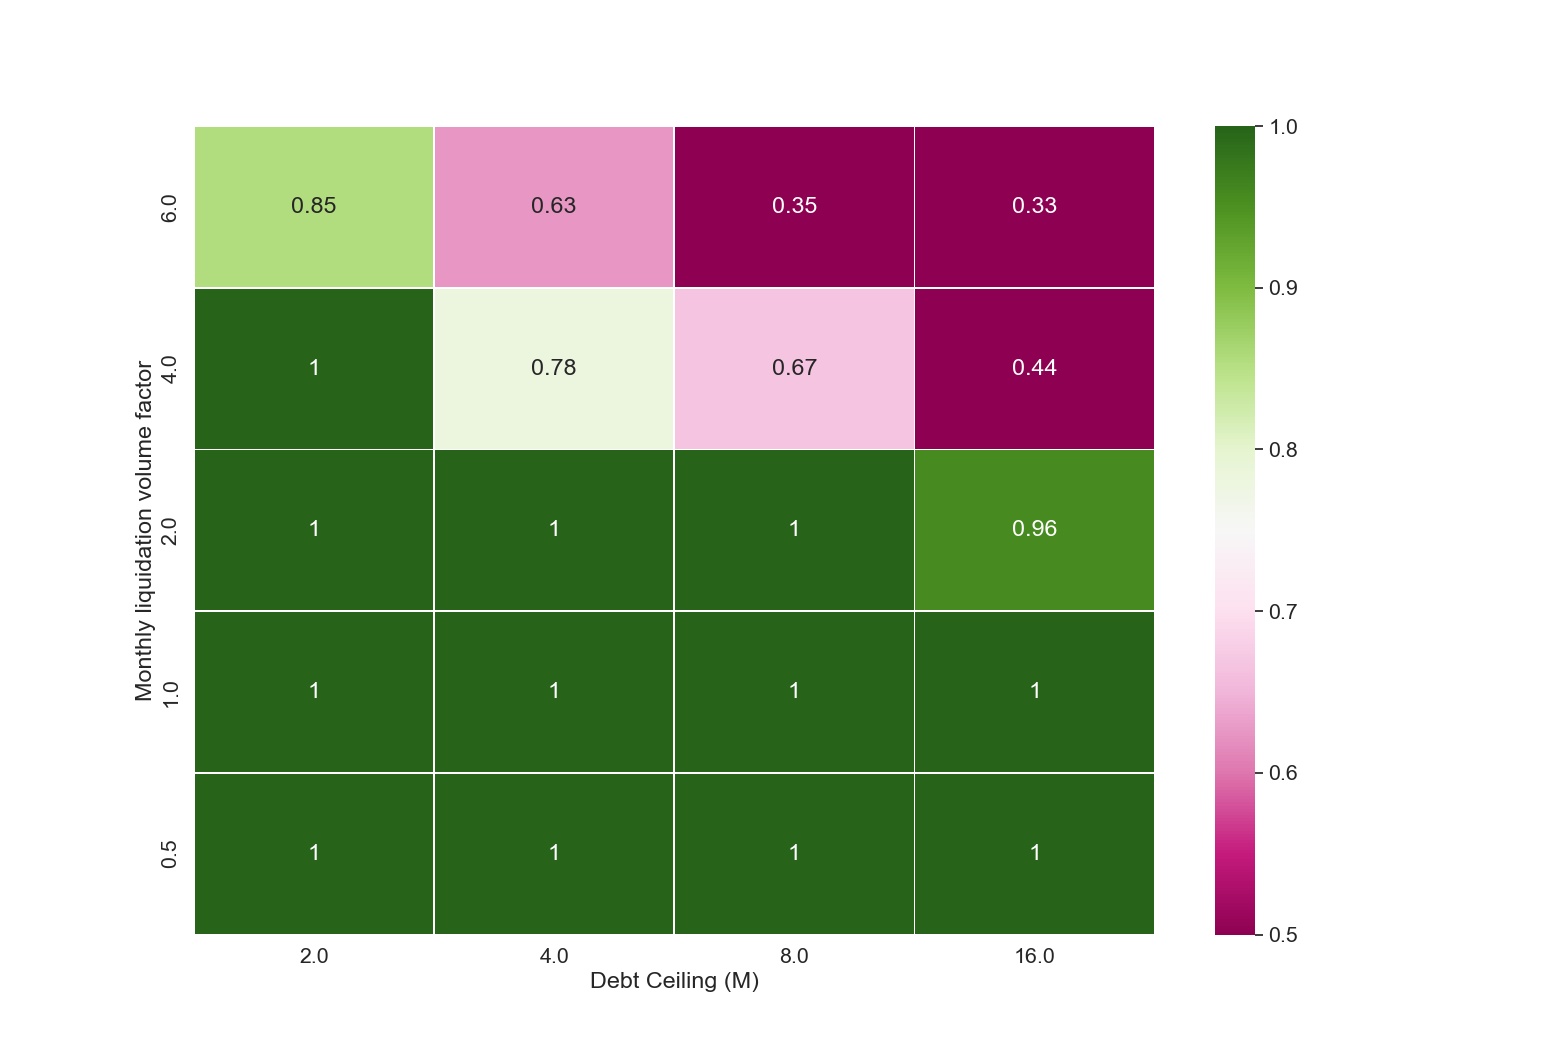 1.0
6.0 0.85 0.63 0.35 0.33
0.9
4.0 1 0.78 0.67 0.44
0.8
Monthly liquidation volume factor
2.0 1 1 1 0.96
0.7
1.0 1 1 1 1
0.6
0.5 1 1 1 1
0.5
2.0 4.0 8.0 16.0
Debt Ceiling (M)